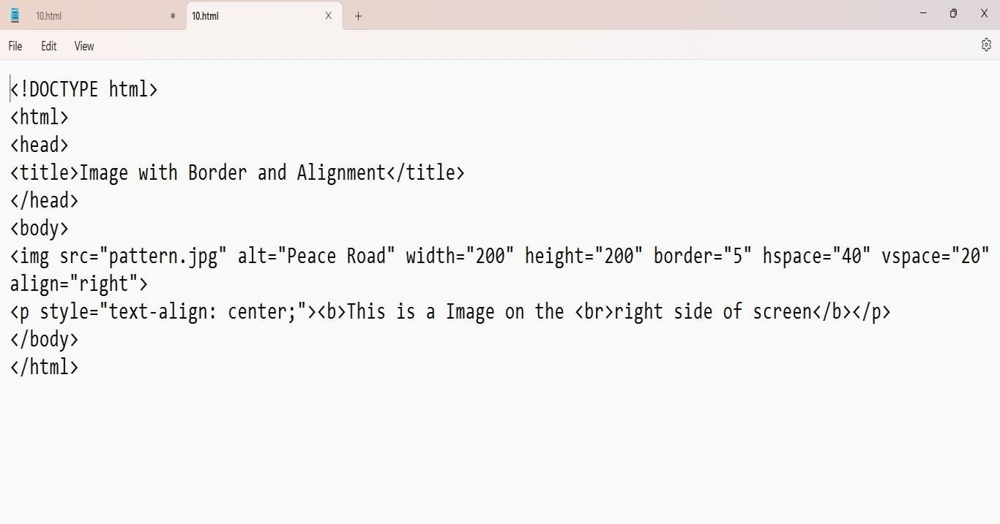 10.html
10.html
File Edit View
<!DOCTYPE html>
<html>
<head>
<title>Image with Border and Alignment</title>
</head>
<body>
<img src="pattern.jpg" alt="Peace Road" width="200" height="200" border="5" hspace="40" vspace="20"
align="right">
<p style="text-align: center;"><b>This is a Image on the <br>right side of screen</b></p>
</body>
</html>